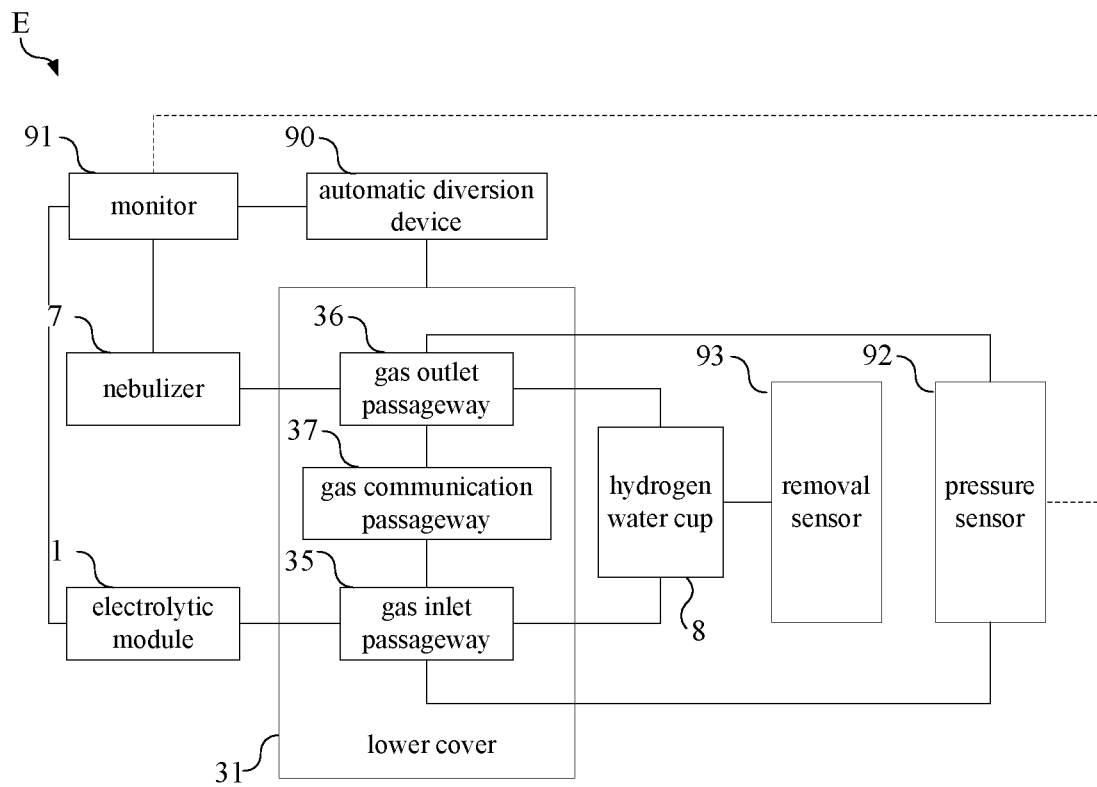 E
91
90
monitor
automatic diversion
device
7
36
93
92
nebulizer
gas outlet
passageway
37
gas communication
passageway
hydrogen
water cup
removal
sensor
pressure
sensor
1
35
electrolytic
module
gas inlet
passageway
8
lower cover
31